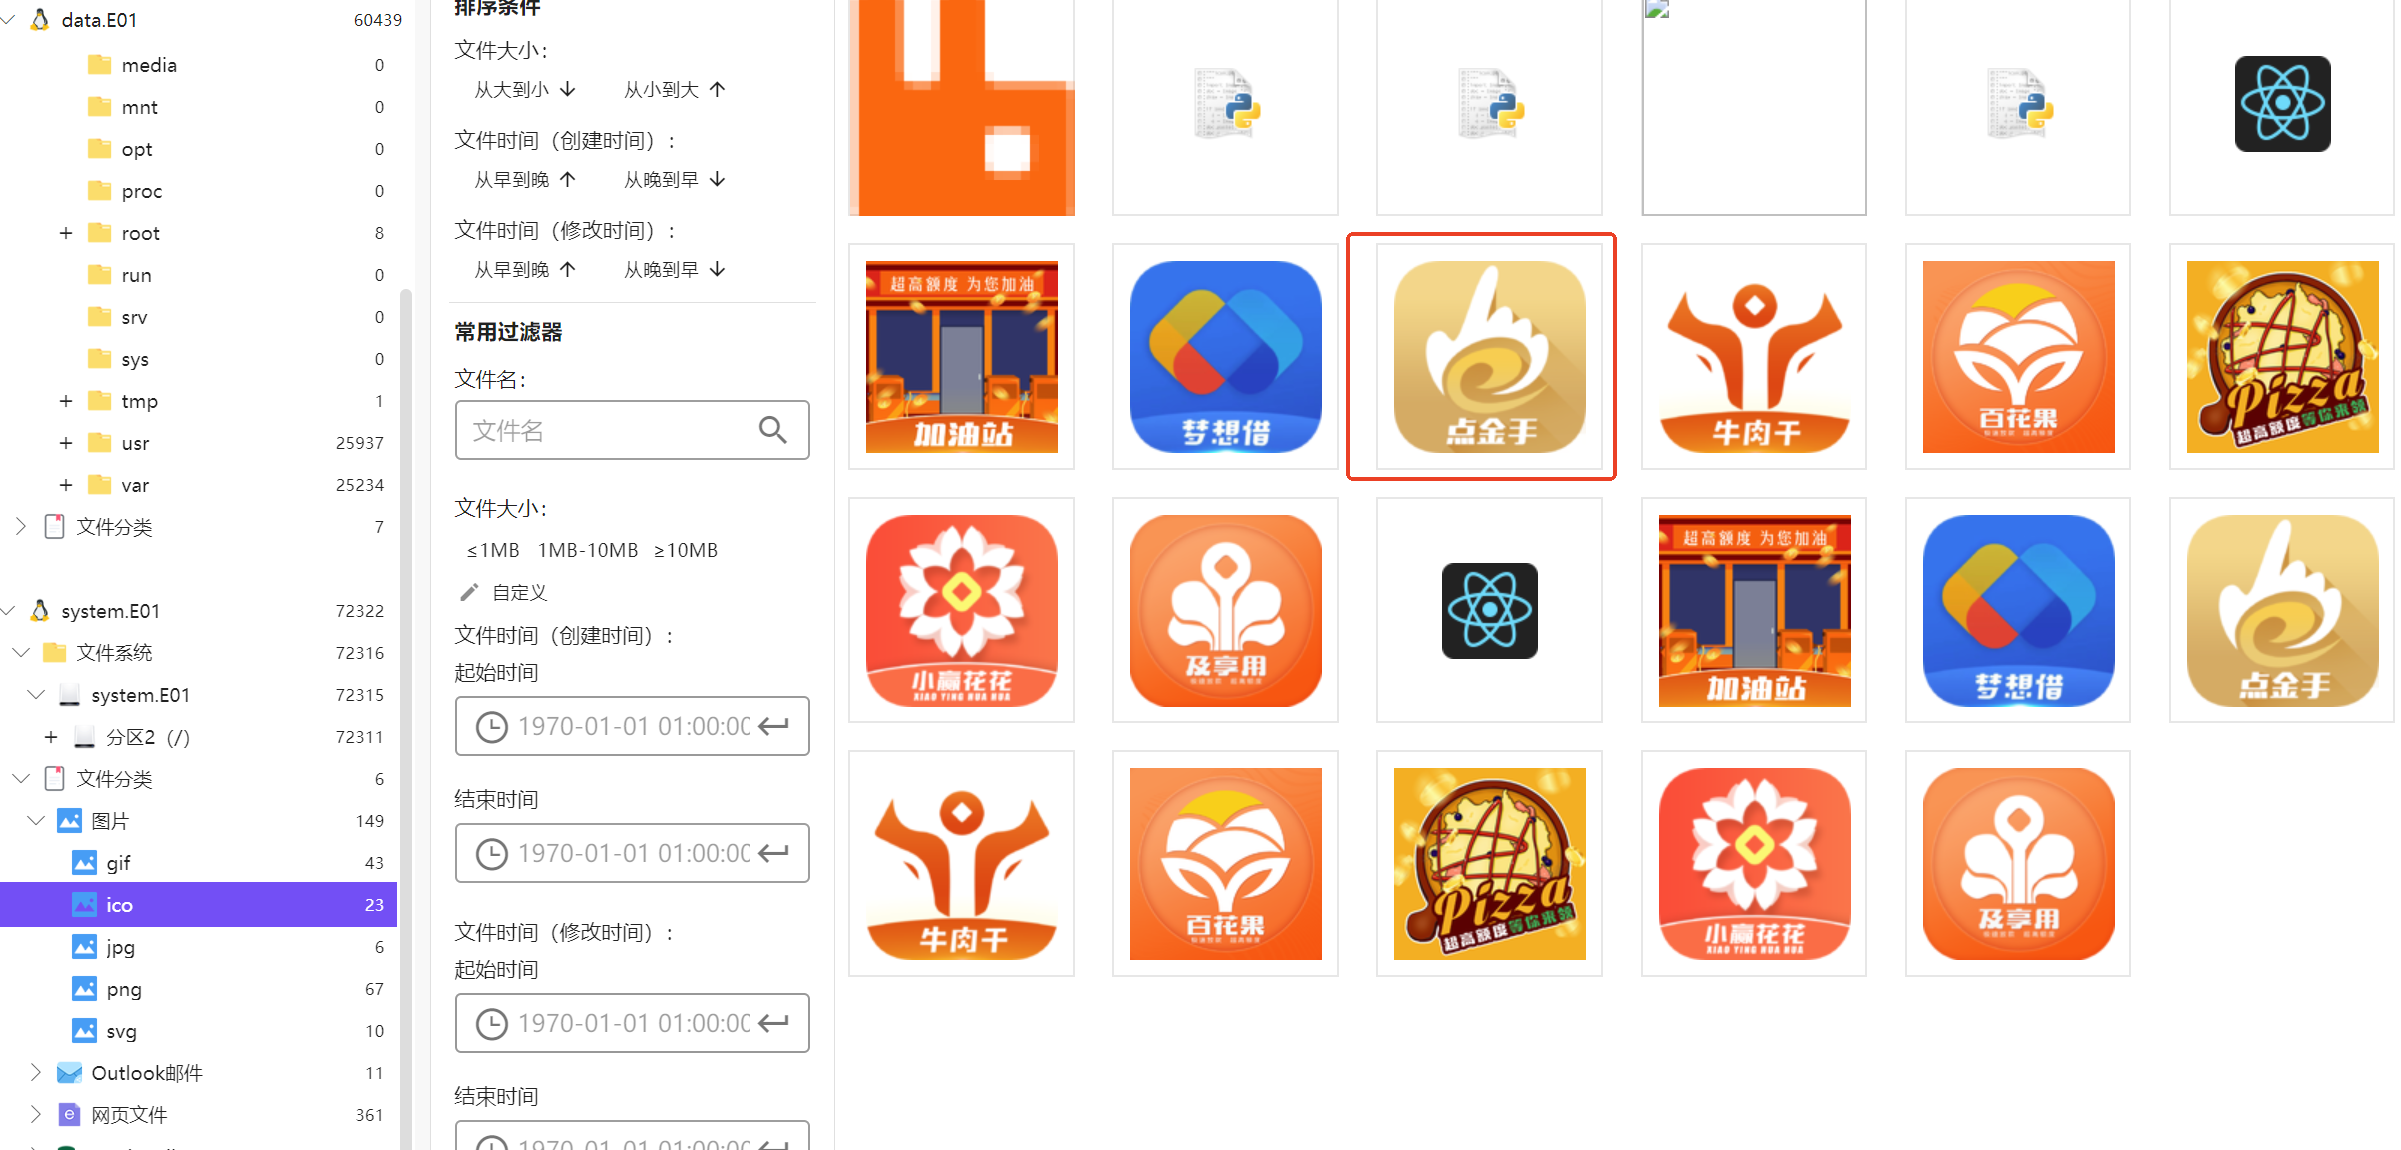 data.E01 60439
media 0
mnt 0
opt 0
proc 0
root 8
run 0
srv 0
sys 0
tmp 1
usr 25937
var 25234
文件分类 7
system.E01 72322
文件系统 72316
system.E01 72315
分区2（/） 72311
文件分类 6
图片 149
gif 43
ico 23
jpg 6
png 67
svg 10
Outlook邮件 11
网页文件 361
排序条件
文件大小：
从大到小 从小到大
文件时间（创建时间）：
从早到晚 从晚到早
文件时间（修改时间）：
从早到晚 从晚到早
常用过滤器
文件名：
文件名
文件大小：
≤1MB 1MB-10MB ≥10MB
自定义
文件时间（创建时间）：
起始时间
1970-01-01 01:00:00
结束时间
1970-01-01 01:00:00
文件时间（修改时间）：
起始时间
1970-01-01 01:00:00
结束时间
1970-01-01 01:00:00
超高额度 为您加油
加油站
梦想借
点金手
牛肉干
百花果
Pizza
超高额度等你来领
小赢花花
XIAO YING HUA HUA
及享用
超高额度 为您加油
加油站
梦想借
点金手
牛肉干
百花果
Pizza
超高额度等你来领
小赢花花
XIAO YING HUA HUA
及享用